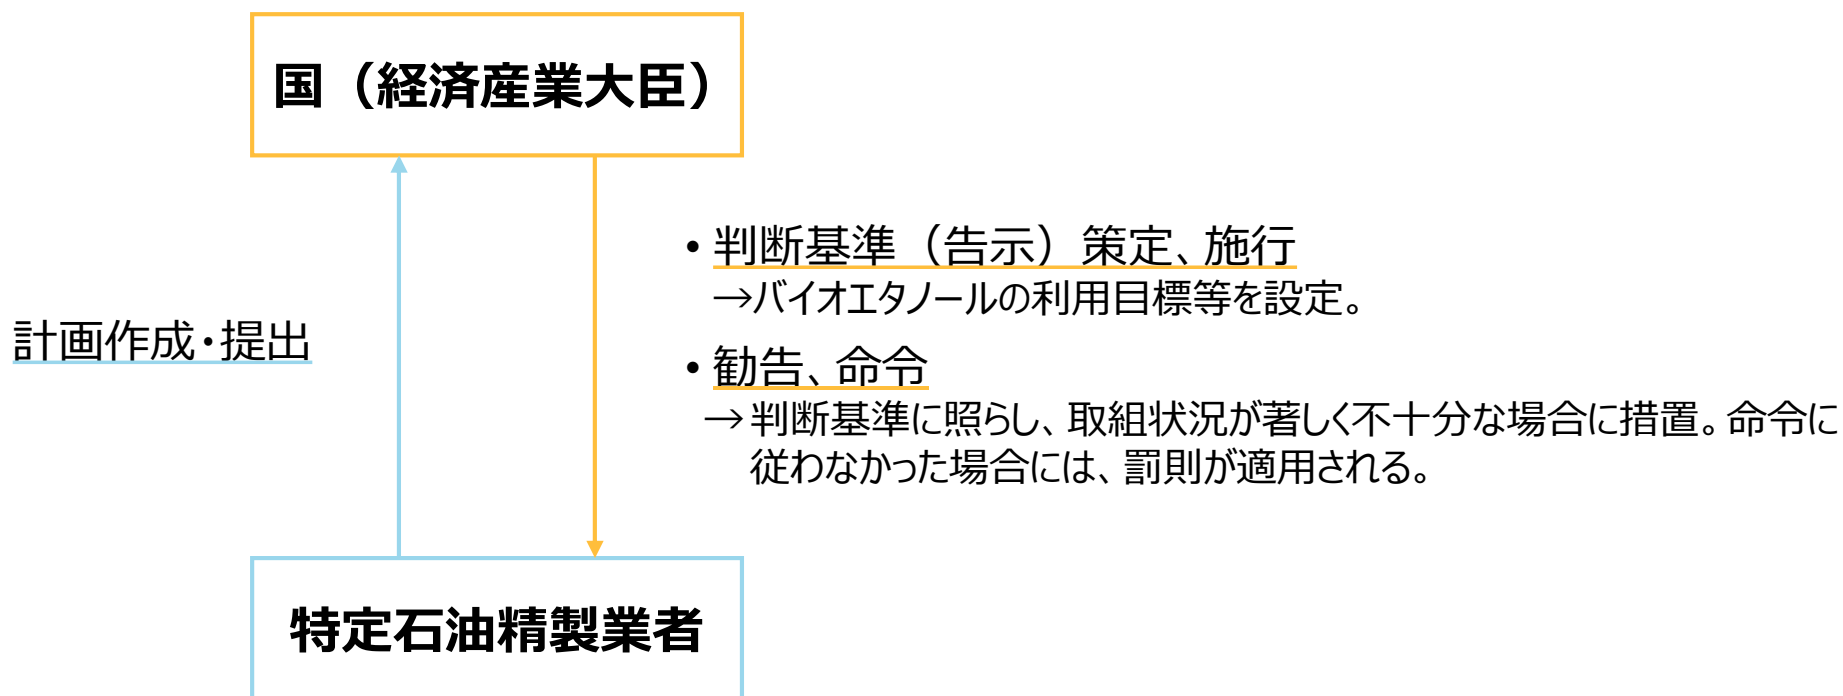 国（経済産業大臣）
・判断基準（告示）策定、施行
→バイオエタノールの利用目標等を設定。
計画作成・提出
・勧告、命令
→判断基準に照らし、取組状況が著しく不十分な場合に措置。命令に
従わなかった場合には、罰則が適用される。
特定石油精製業者